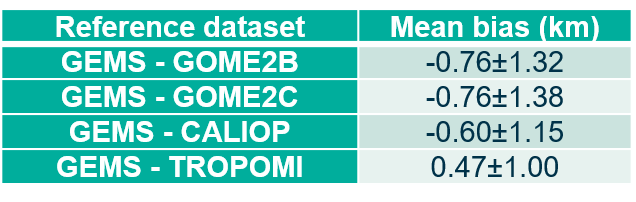 Reference dataset Mean bias (km)
GEMS - GOME2B -0.76±1.32
GEMS - GOME2C -0.76±1.38
GEMS - CALIOP -0.60±1.15
GEMS - TROPOMI 0.47±1.00